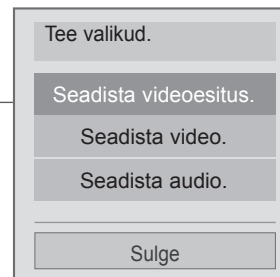 Tee valikud.
Seadista videoesitus.
Seadista video.
Seadista audio.
Sulge